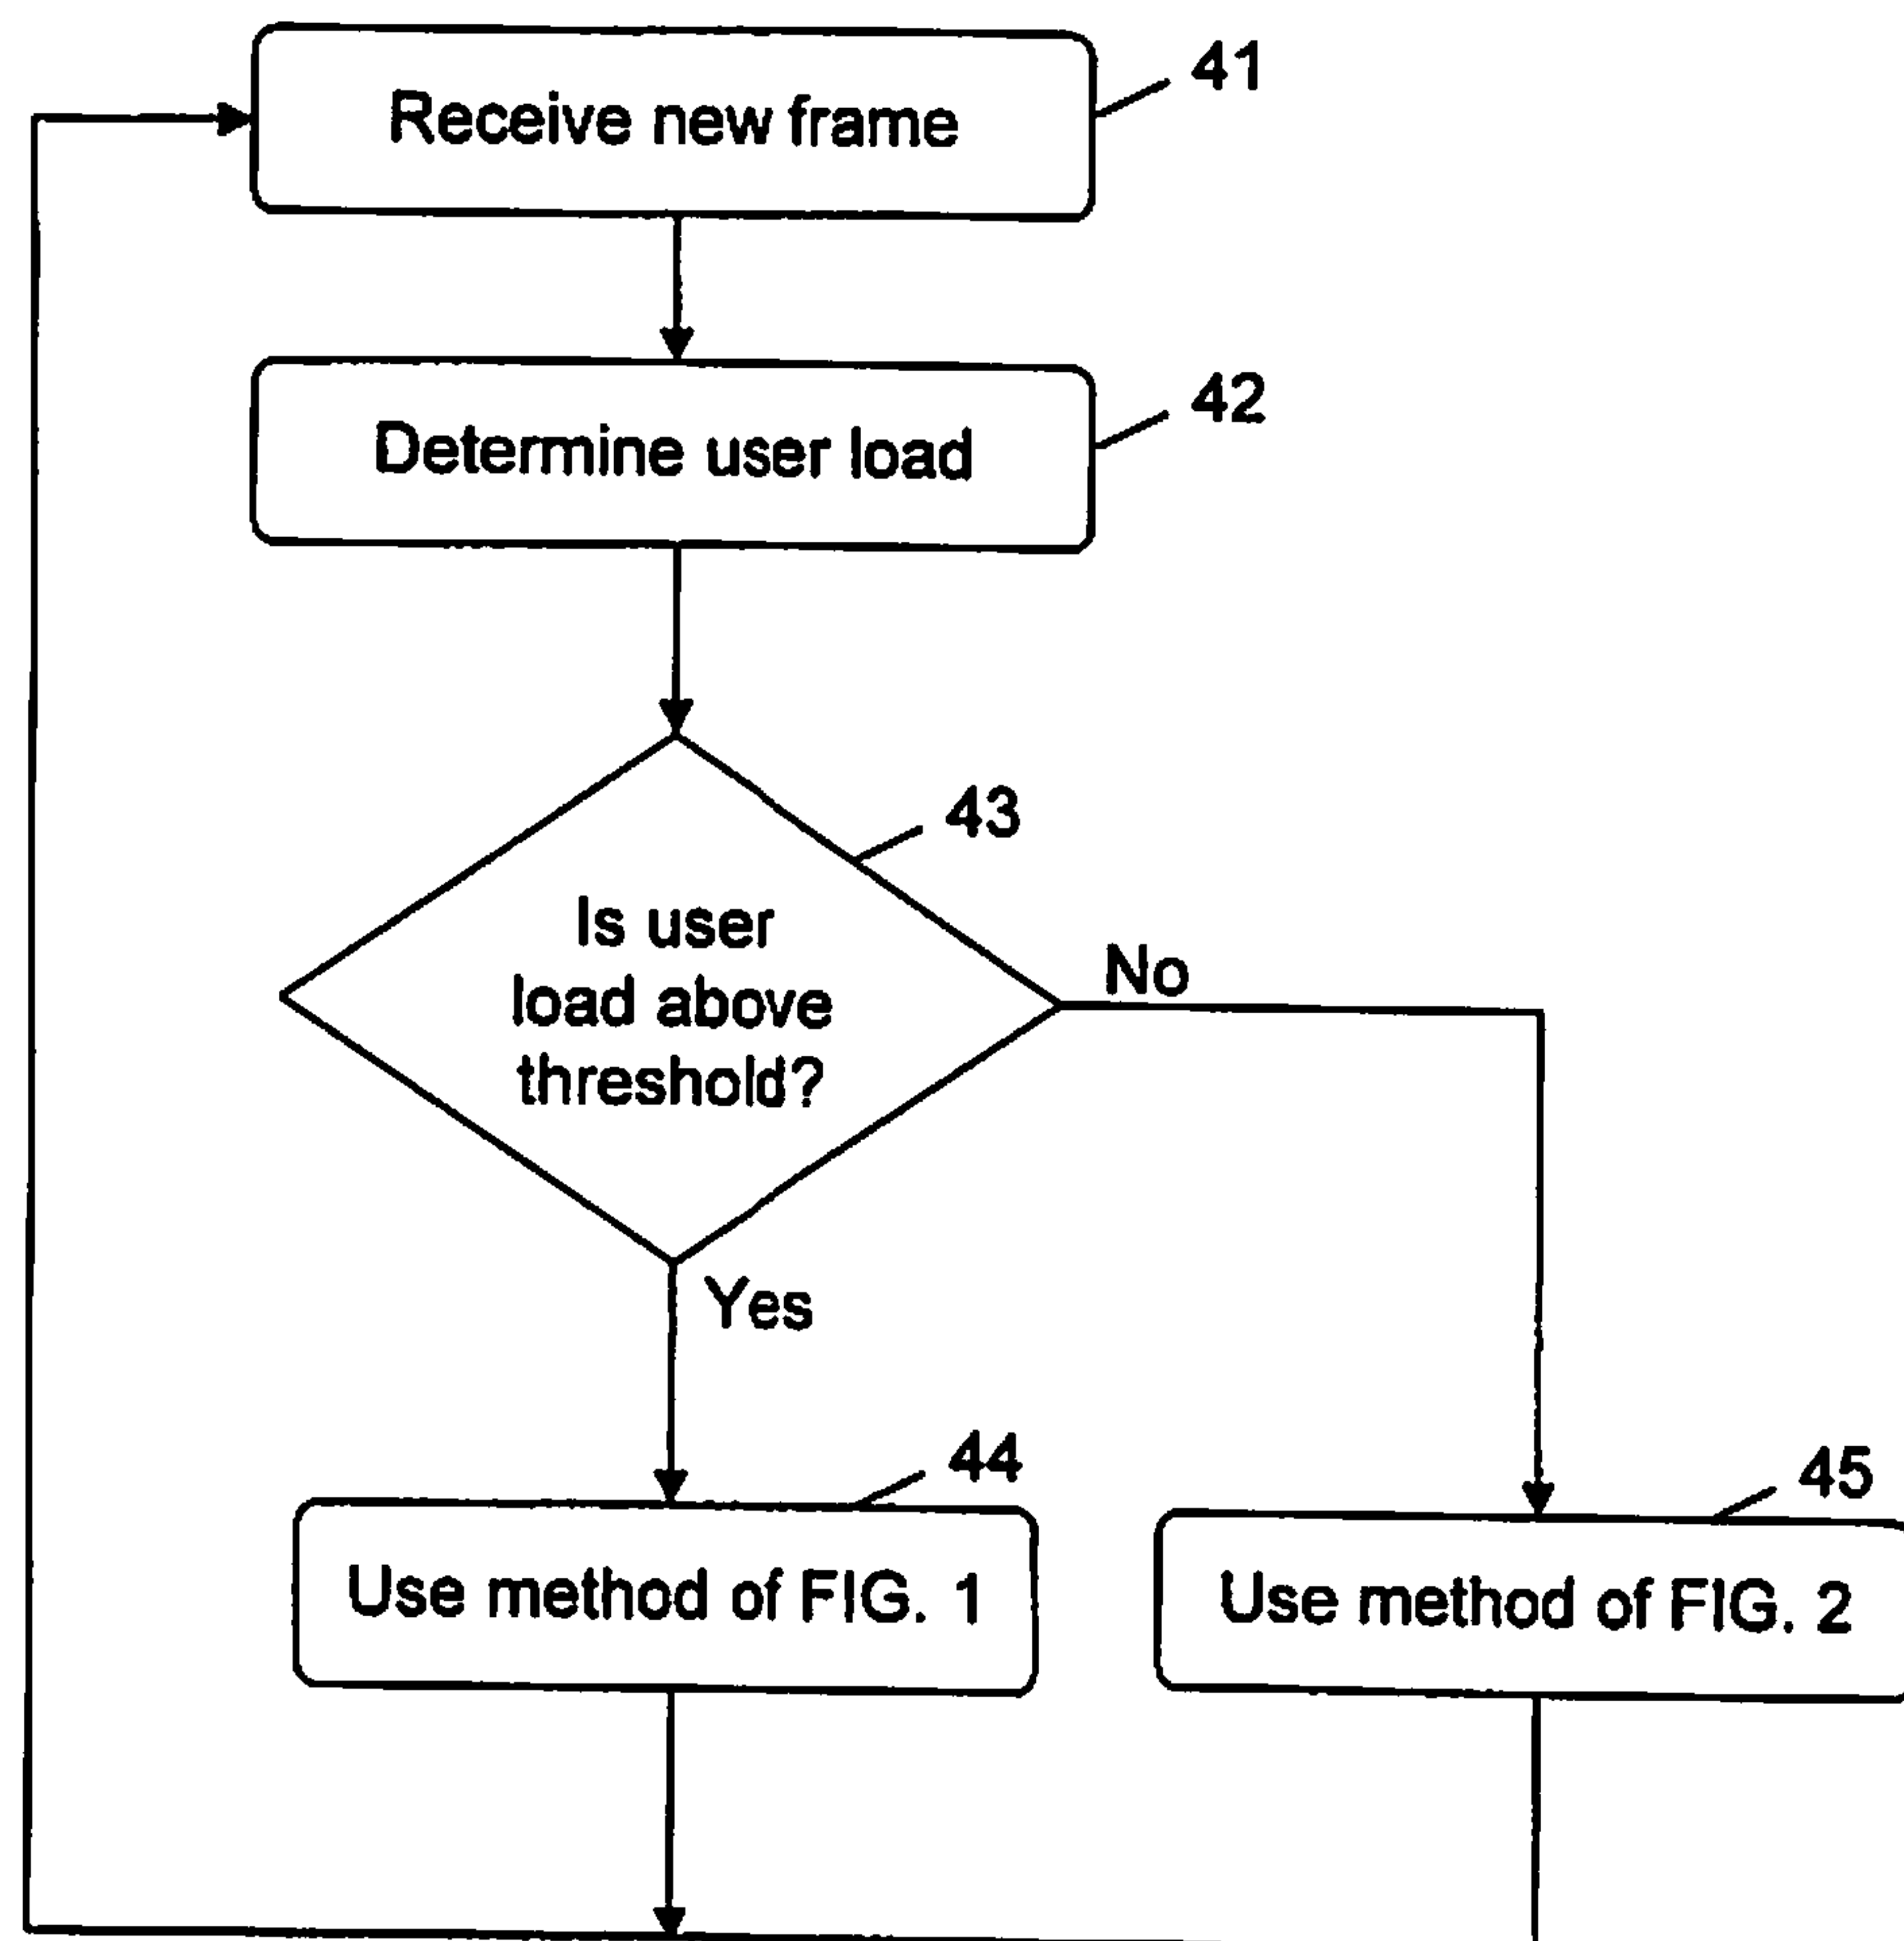 41
Receive new frame
42
Determine user load
43
Is user
load above
threshold?
No
Yes
44
45
Use method of FIG. 1
Use method of FIG. 2